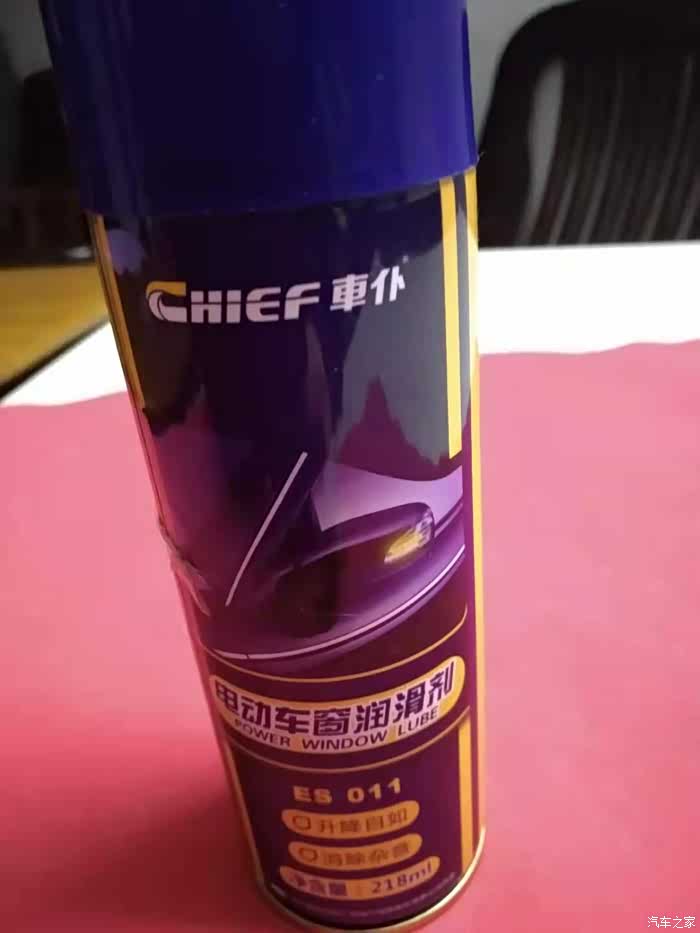 CHIEF 車仆
电动车窗润滑剂
POWER WINDOW LUBE
ES 011
升降自如
消除杂音
净含量:218ml
汽车之家